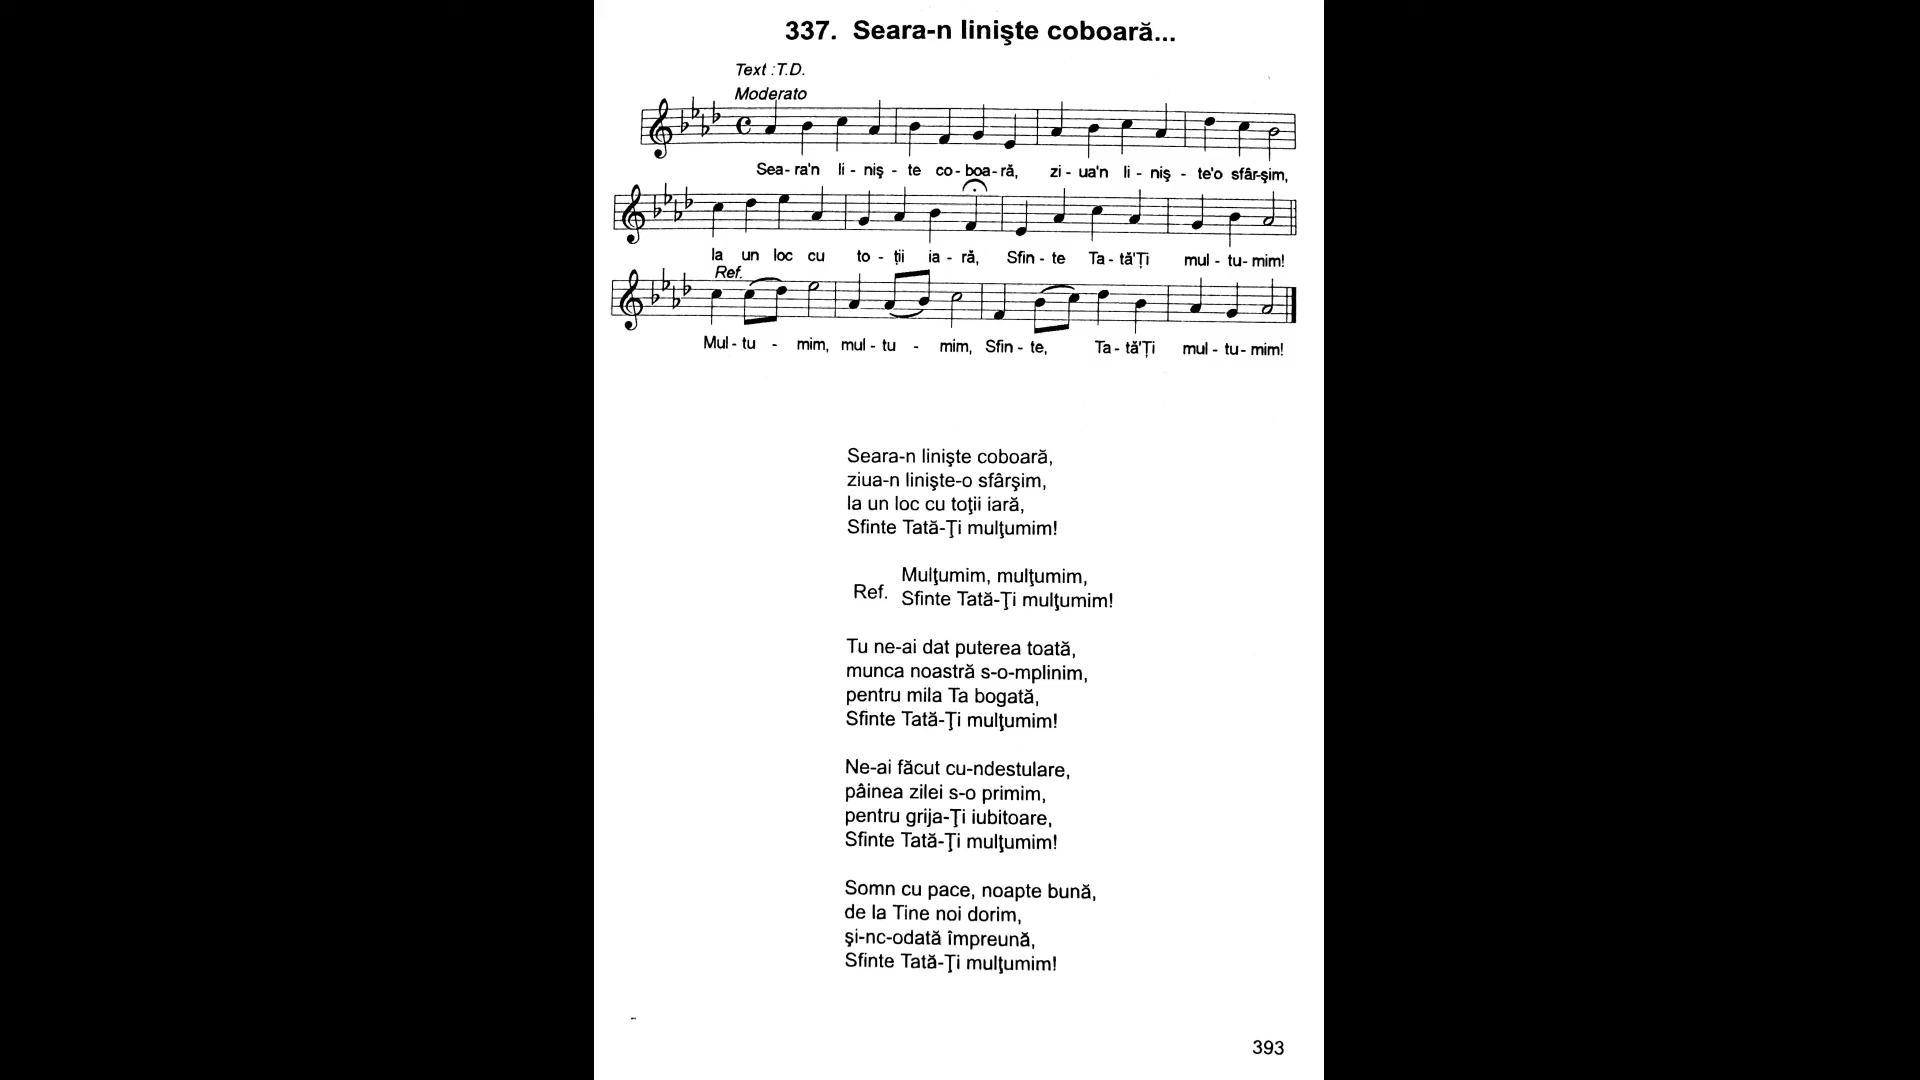 337. Seara-n linişte coboară...
Text :T.D.
Moderato
Sea-ra'n li - niş - te co-boa-ră, zi - ua'n li - niş - te'o sfâr-şim,
la un loc cu to - ții ia - ră, Sfin - te Ta - tă'Ți mul - tu- mim!
Ref.
Mul - tu - mim, mul - tu - mim, Sfin - te, Ta - tă'Ți mul - tu- mim!
Seara-n linişte coboară,
ziua-n linişte-o sfârşim,
la un loc cu toţii iară,
Sfinte Tată-Ţi mulţumim!
Mulţumim, mulţumim,
Ref. Sfinte Tată-Ţi mulţumim!
Tu ne-ai dat puterea toată,
munca noastră s-o-mplinim,
pentru mila Ta bogată,
Sfinte Tată-Ţi mulţumim!
Ne-ai făcut cu-ndestulare,
pâinea zilei s-o primim,
pentru grija-Ţi iubitoare,
Sfinte Tată-Ţi mulţumim!
Somn cu pace, noapte bună,
de la Tine noi dorim,
şi-nc-odată împreună,
Sfinte Tată-Ţi mulţumim!
393